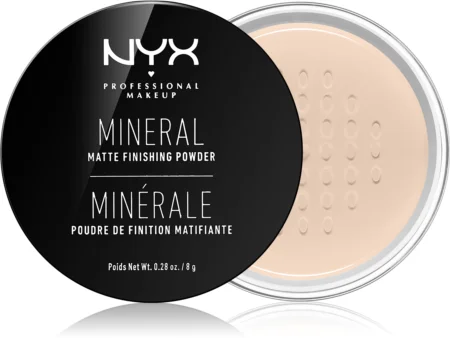 NYX
PROFESSIONAL
MAKEUP
MINERAL
MATTE FINISHING POWDER
MINÉRALE
POUDRE DE FINITION MATIFIANTE
Poids Net Wt. 0.28 oz. / 8 g